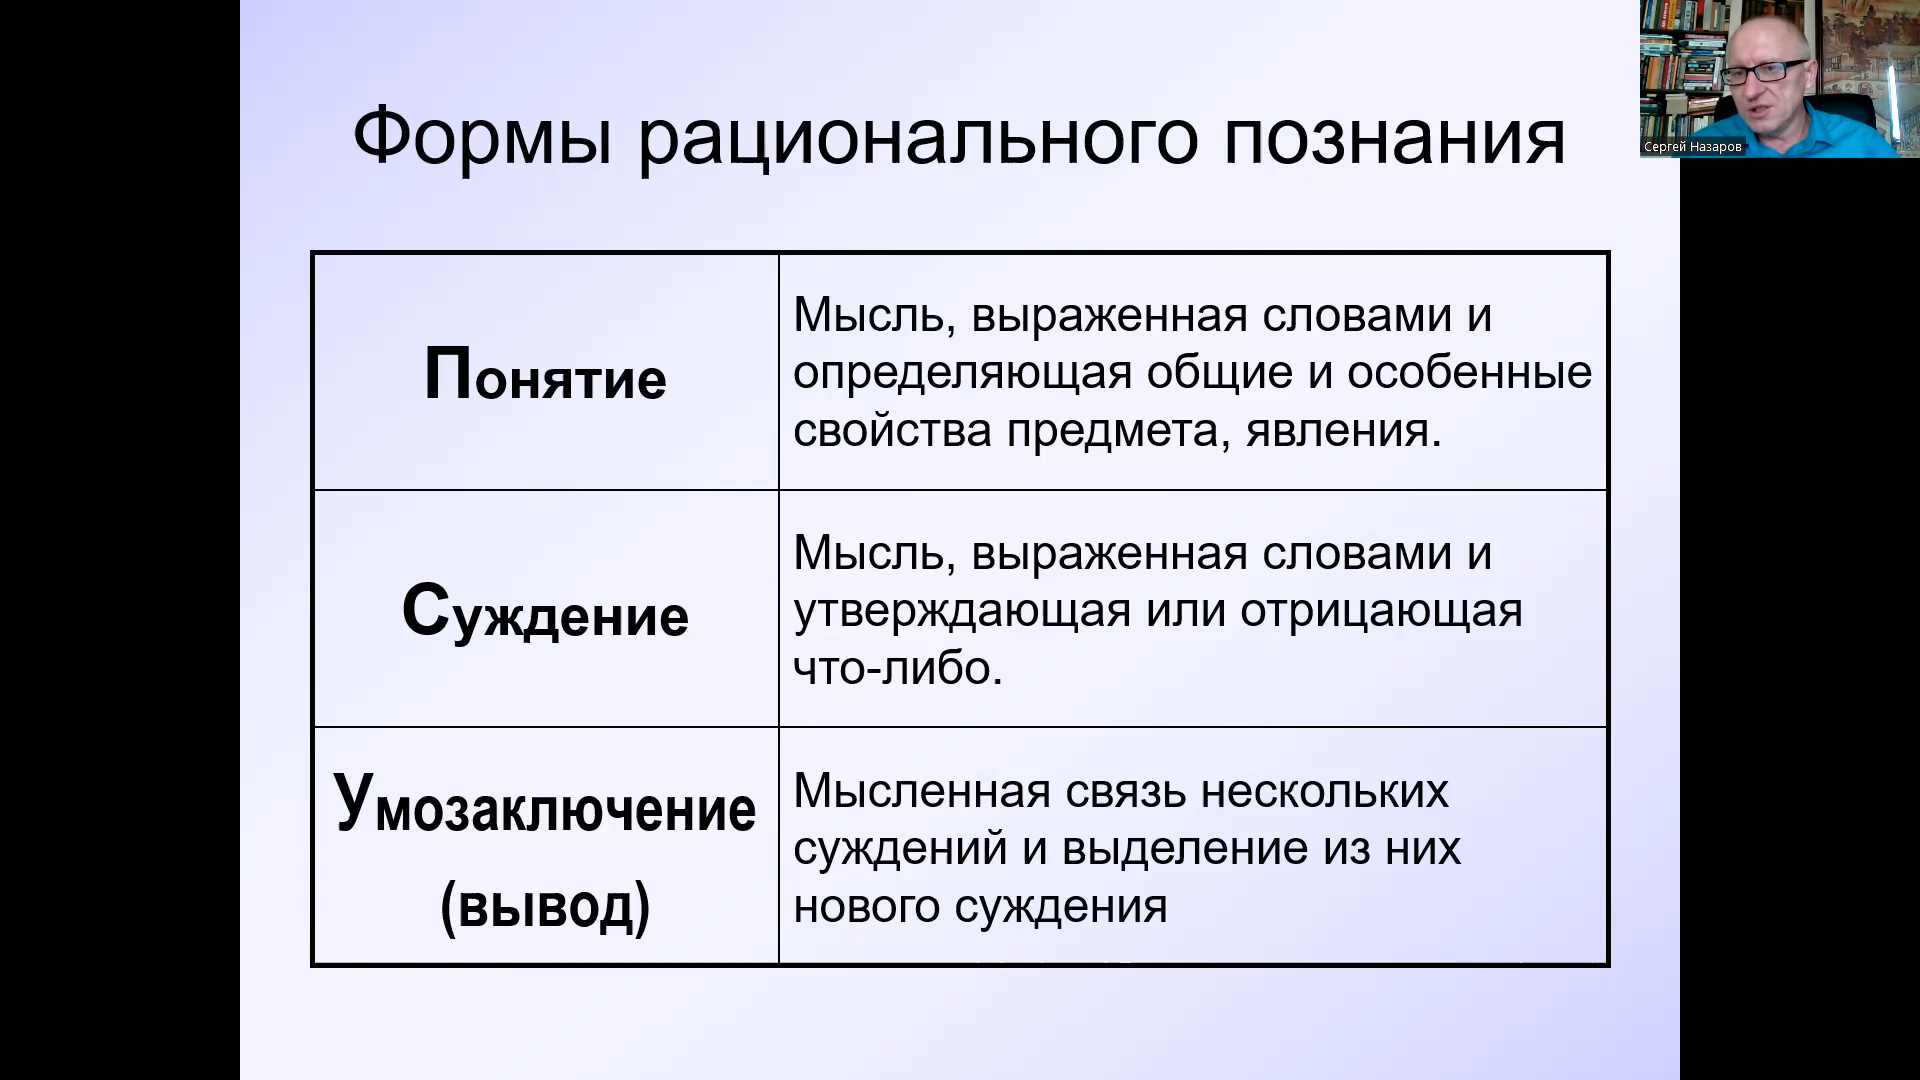 Формы рационального познания
Сергей Назаров
Понятие
Мысль, выраженная словами и
определяющая общие и особенные
свойства предмета, явления.
Суждение
Мысль, выраженная словами и
утверждающая или отрицающая
что-либо.
Умозаключение
(вывод)
Мысленная связь нескольких
суждений и выделение из них
нового суждения